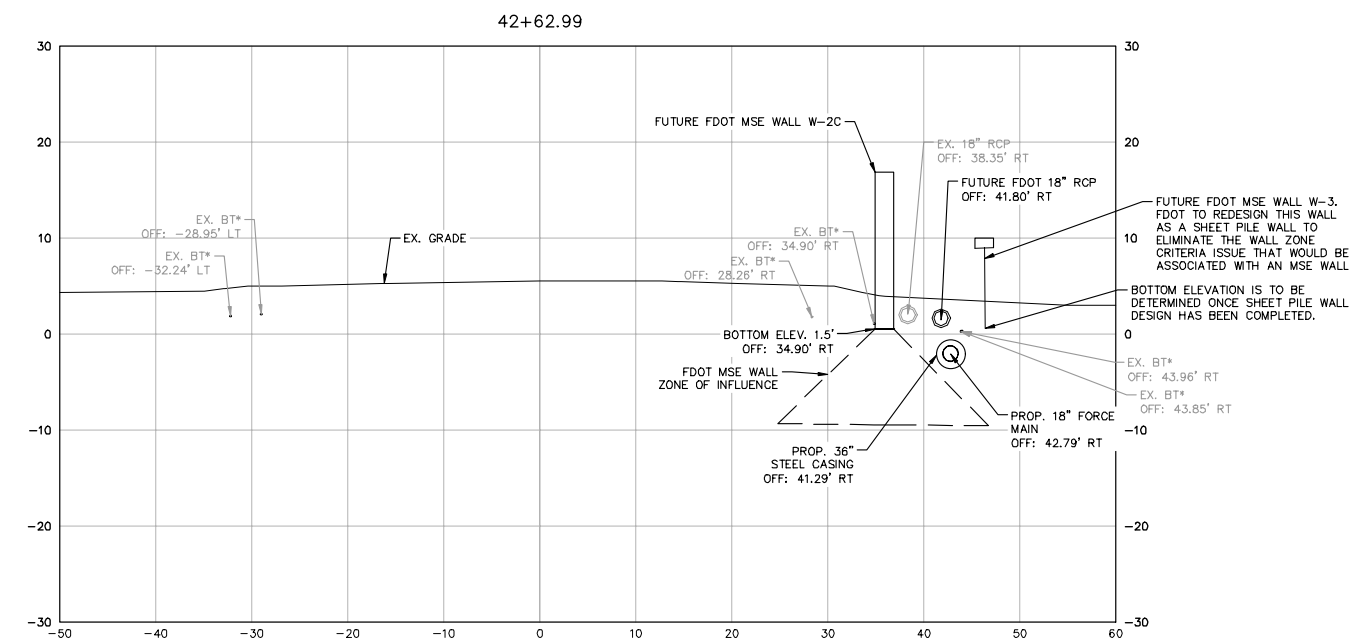 42+62.99
30
30
FUTURE FDOT MSE WALL W-2C
20
20
EX. 18" RCP
OFF: 38.35' RT
FUTURE FDOT 18" RCP
OFF: 41.80' RT
FUTURE FDOT MSE WALL W-3.
FDOT TO REDESIGN THIS WALL
AS A SHEET PILE WALL TO
ELIMINATE THE WALL ZONE
CRITERIA ISSUE THAT WOULD BE
ASSOCIATED WITH AN MSE WALL
EX. BT*
OFF: -28.95' LT
EX. BT*
OFF: -32.24' LT
10
EX. GRADE
EX. BT*
OFF: 34.90' RT
EX. BT*
OFF: 28.26' RT
10
BOTTOM ELEVATION IS TO BE
DETERMINED ONCE SHEET PILE WALL
DESIGN HAS BEEN COMPLETED.
0
BOTTOM ELEV. 1.5'
OFF: 34.90' RT
0
FDOT MSE WALL
ZONE OF INFLUENCE
EX. BT*
OFF: 43.96' RT
EX. BT*
OFF: 43.85' RT
-10
PROP. 18" FORCE
MAIN
OFF: 42.79' RT
-10
PROP. 36"
STEEL CASING
OFF: 41.29' RT
-20
-20
-30
-30
-50
-40
-30
-20
-10
0
10
20
30
40
50
60